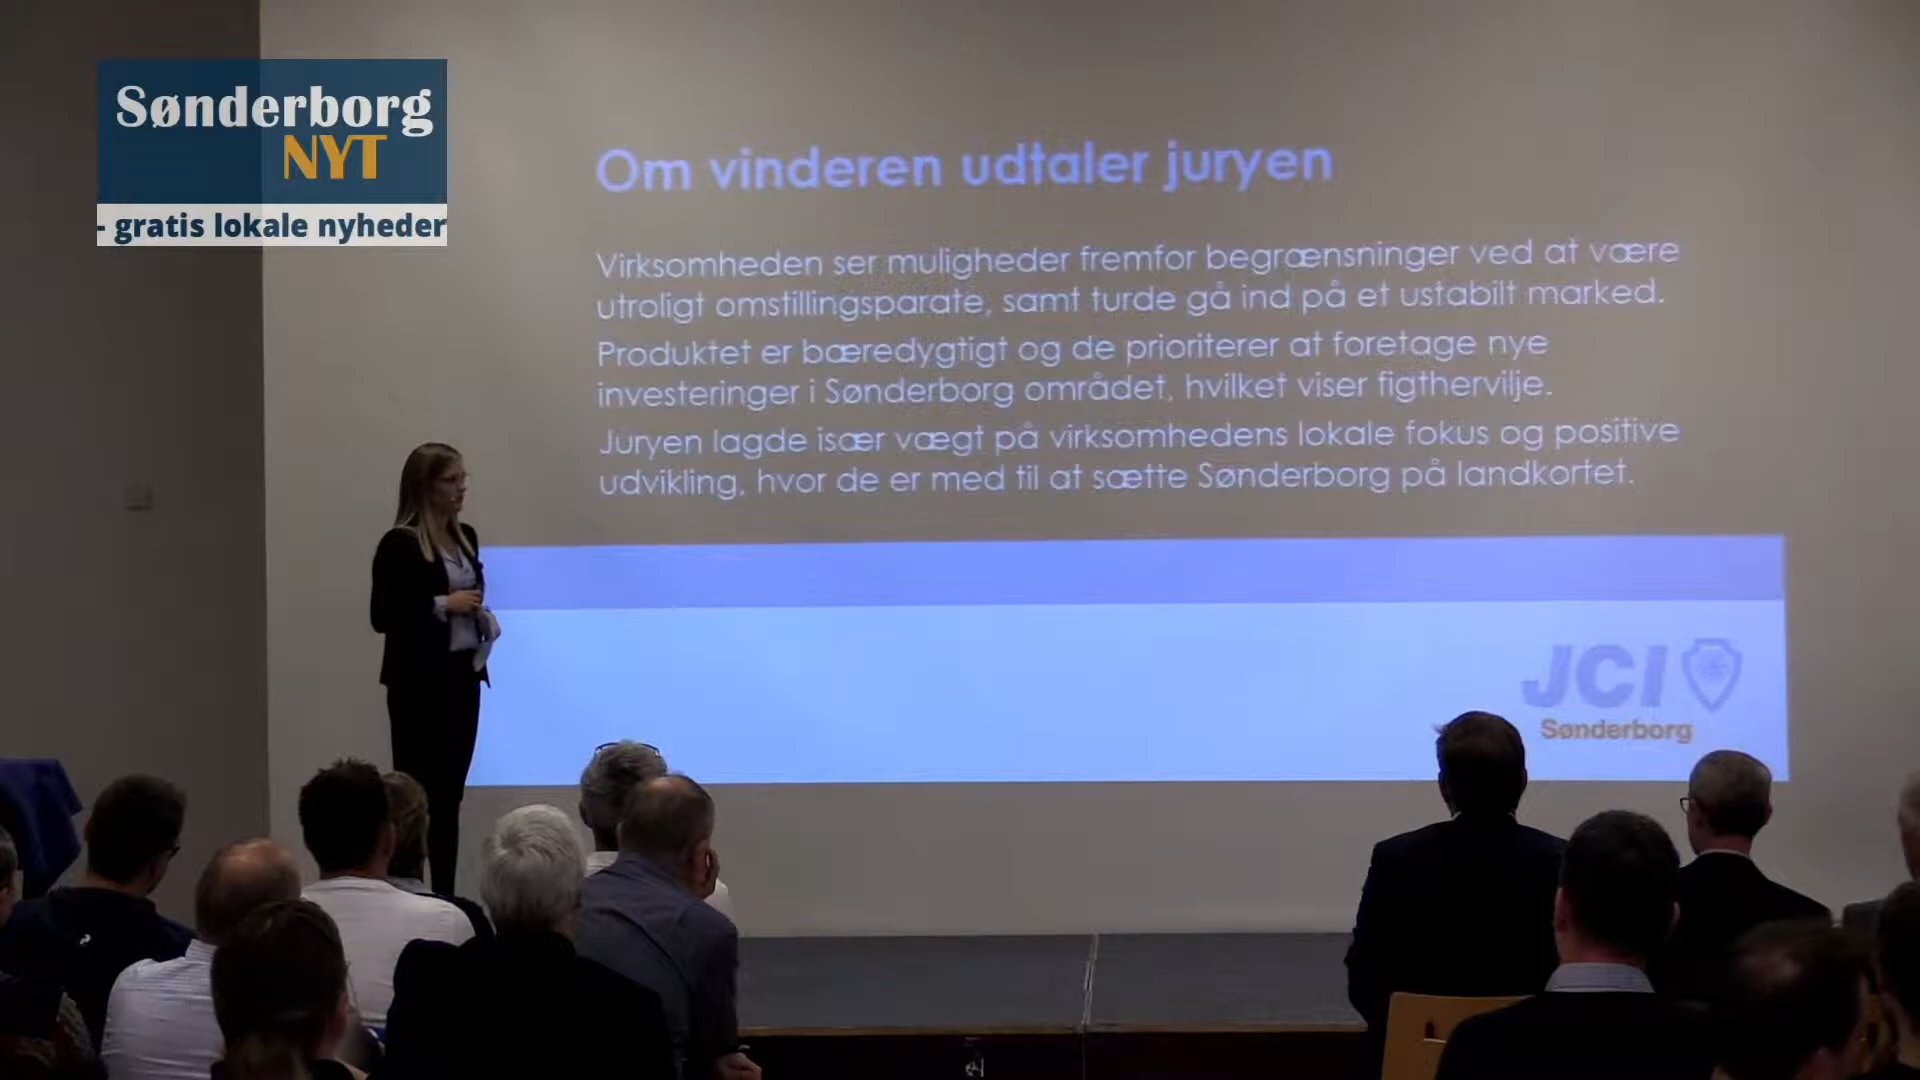 Sønderborg
NYT
- gratis lokale nyheder
Om vinderen udtaler juryen
Virksomheden ser muligheder fremfor begrænsninger ved at være
utroligt omstillingsparate, samt turde gå ind på et ustabilt marked.
Produktet er bæredygtigt og de prioriterer at foretage nye
investeringer i Sønderborg området, hvilket viser figthervilje.
Juryen lagde især vægt på virksomhedens lokale fokus og positive
udvikling, hvor de er med til at sætte Sønderborg på landkortet.
JCI
Sønderborg